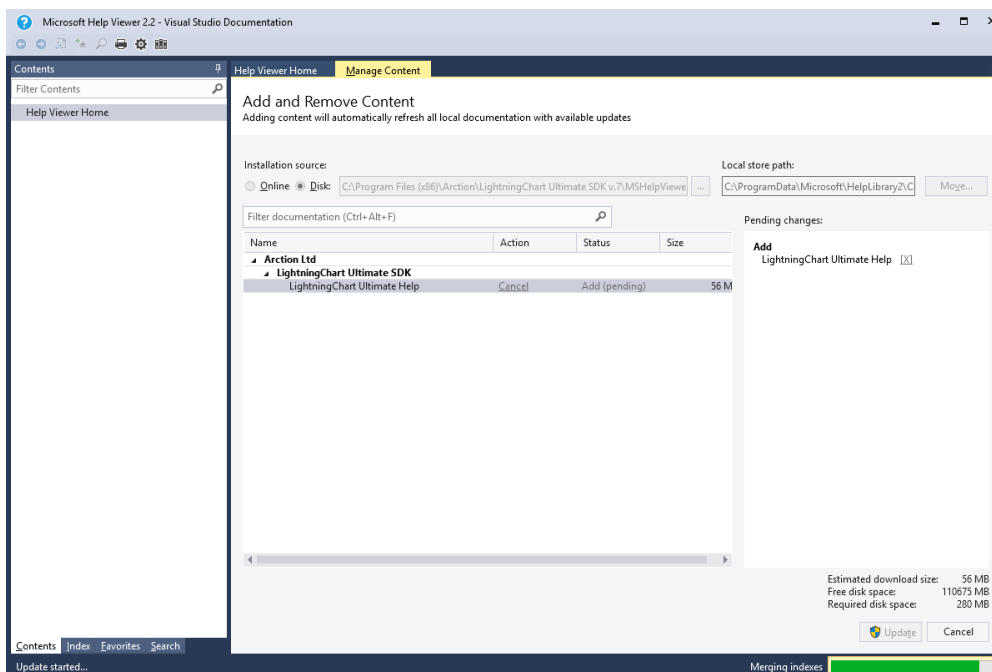 Microsoft Help Viewer 2.2 - Visual Studio Documentation
Contents
Help Viewer Home
Manage Content
Filter Contents
Help Viewer Home
Add and Remove Content
Adding content will automatically refresh all local documentation with available updates
Installation source:
Local store path:
Online
Disk:
C:\Program Files (x86)\Arction\LightningChart Ultimate SDK v.7\MSHelpViewe
...
C:\ProgramData\Microsoft\HelpLibrary2\C
Move...
Filter documentation (Ctrl+Alt+F)
Pending changes:
Name Action Status Size
Arction Ltd
LightningChart Ultimate SDK
LightningChart Ultimate Help Cancel Add (pending) 56 M
Add
LightningChart Ultimate Help [X]
Estimated download size: 56 MB
Free disk space: 110675 MB
Required disk space: 280 MB
Update Cancel
Contents Index Favorites Search
Update started...
Merging indexes